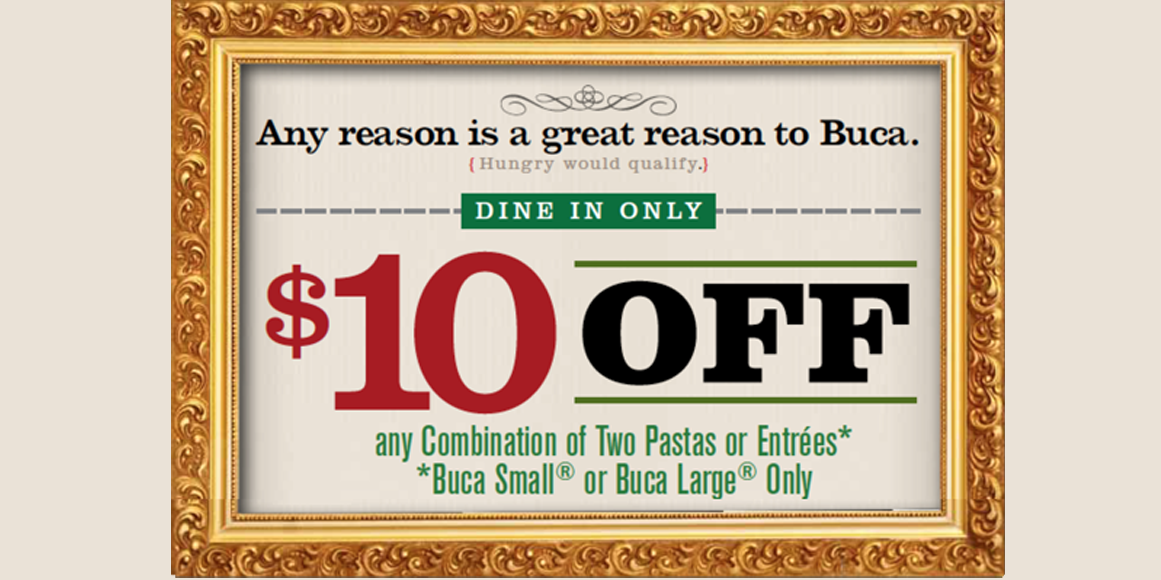 Any reason is a great reason to Buca.
{Hungry would qualify.}
DINE IN ONLY
$10 OFF
any Combination of Two Pastas or Entrées*
*Buca Small® or Buca Large® Only